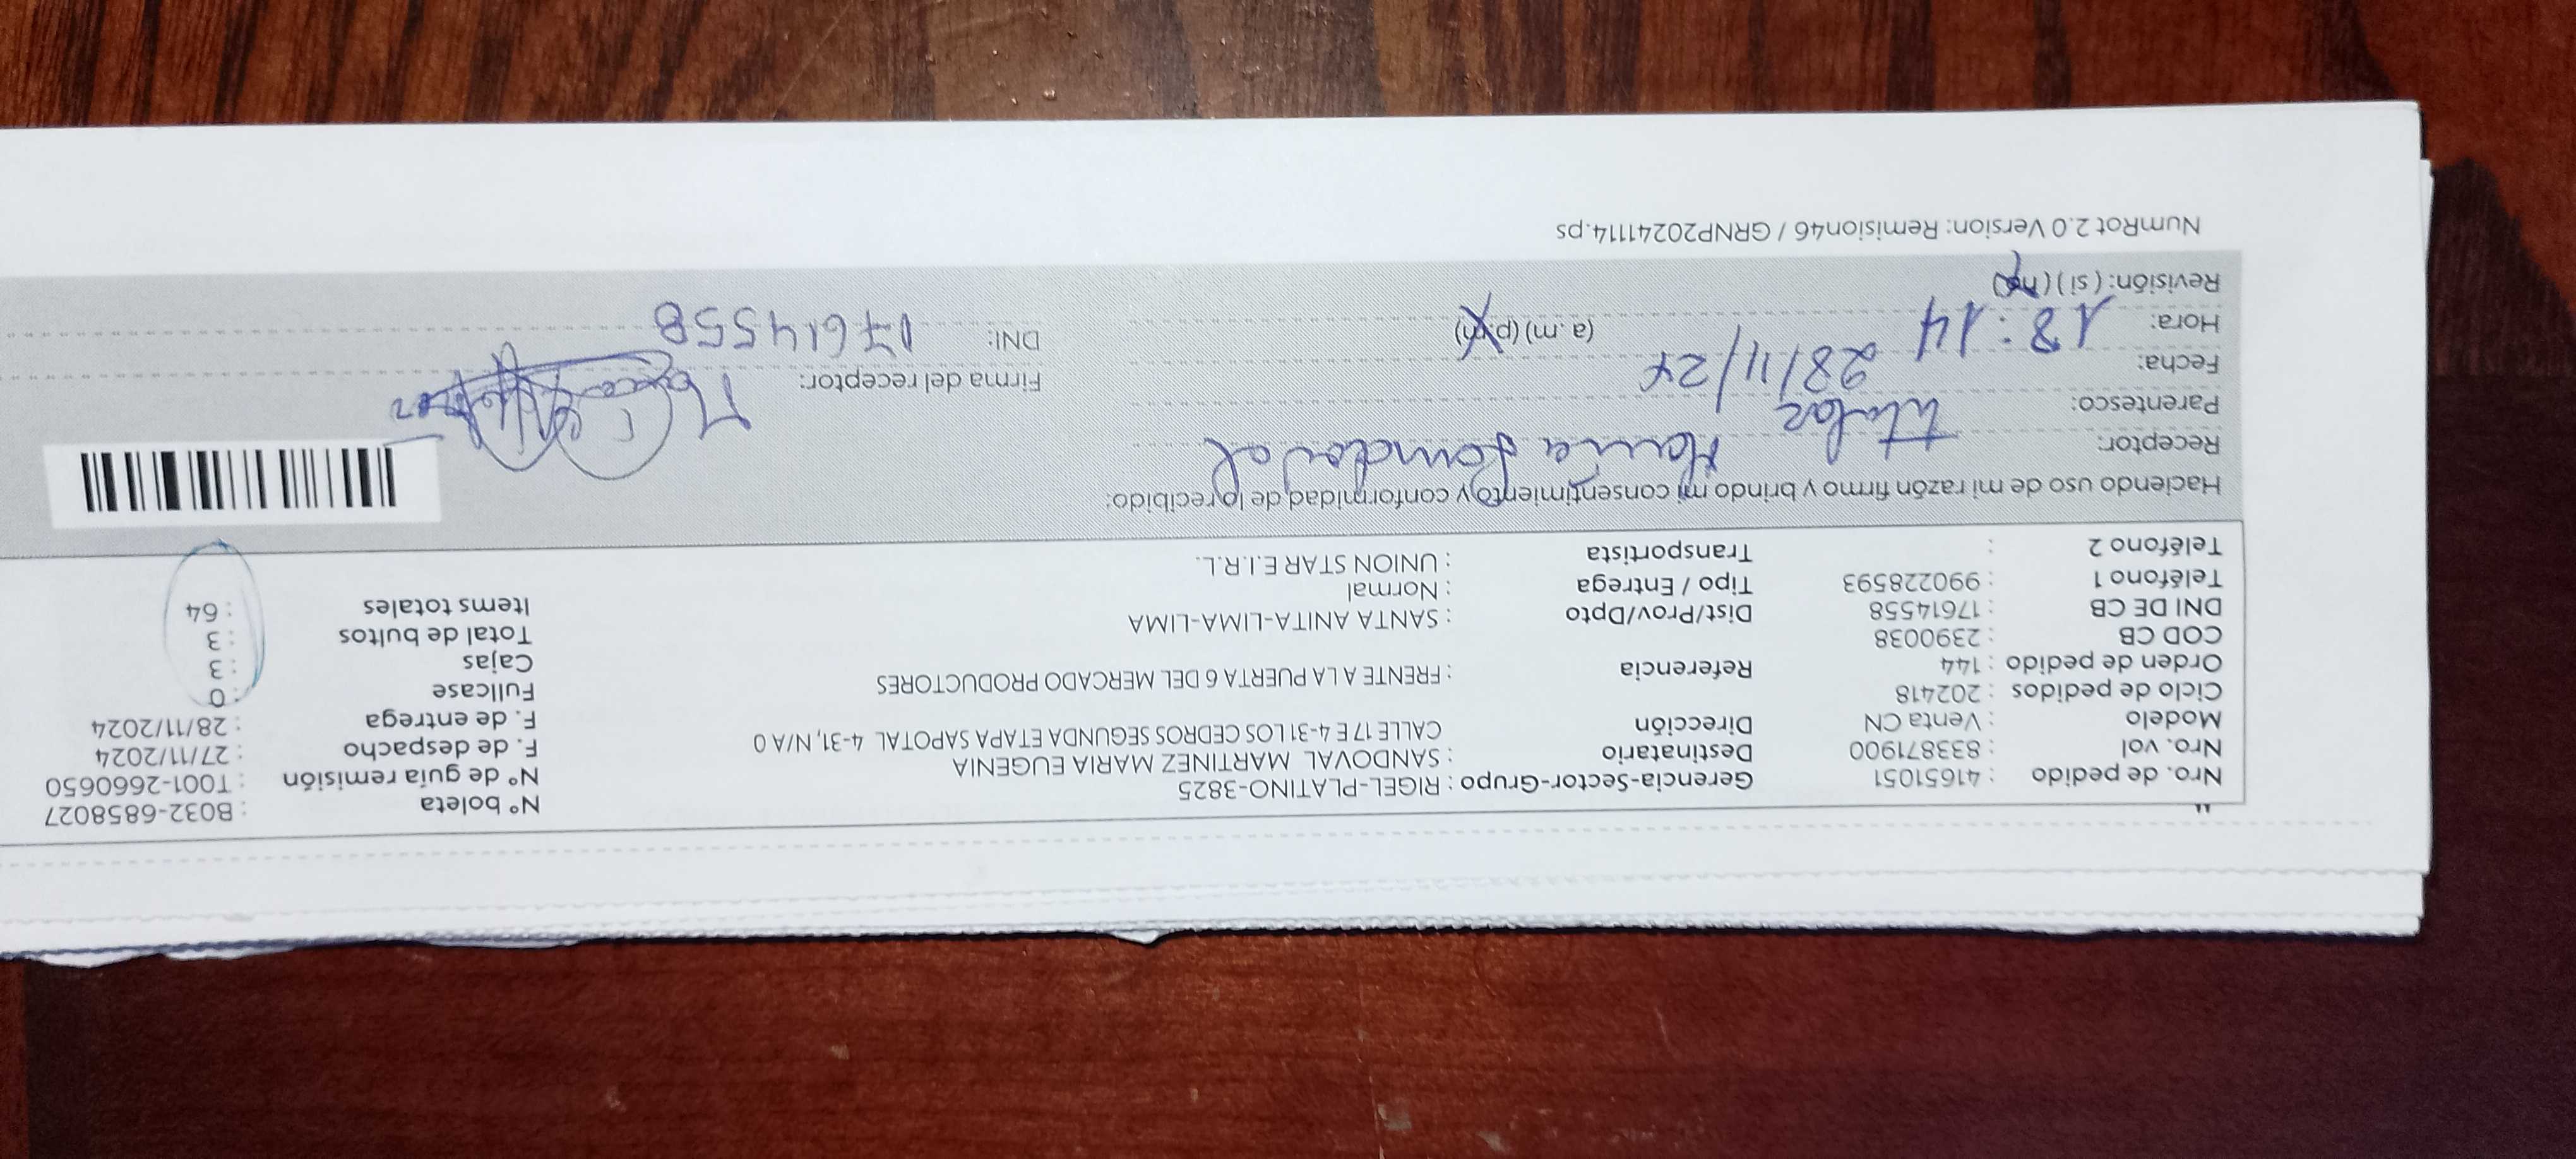 Nro. de pedido : 41651051 Gerencia-Sector-Grupo : RIGEL-PLATINO-3825 N° boleta : B032-6858027
Nro. vol : 833871900 Destinatario : SANDOVAL MARTINEZ MARIA EUGENIA N° de guía remisión : T001-2660650
Modelo : Venta CN Dirección CALLE 17 E 4-31 LOS CEDROS SEGUNDA ETAPA SAPOTAL 4-31, N/A 0 F. de despacho : 27/11/2024
Ciclo de pedidos : 202418 F. de entrega : 28/11/2024
Orden de pedido : 144 Referencia : FRENTE A LA PUERTA 6 DEL MERCADO PRODUCTORES Fullcase : 0
COD CB : 2390038 Cajas : 3
DNI DE CB : 17614558 Dist/Prov/Dpto : SANTA ANITA-LIMA-LIMA Total de bultos : 3
Teléfono 1 : 990228593 Tipo / Entrega : Normal Items totales : 64
Teléfono 2 : Transportista : UNION STAR E.I.R.L.
Haciendo uso de mi razón firmo y brindo mi consentimiento y conformidad de lo recibido:
Receptor: Maria Sandoval
Parentesco: titular
Fecha: 28/11/24 Firma del receptor:
Hora: 18:14 (a.m) (p.m) DNI: 17614558
Revisión: ( si ) ( no )
NumRot 2.0 Version: Remision46 / GRNP20241114.ps